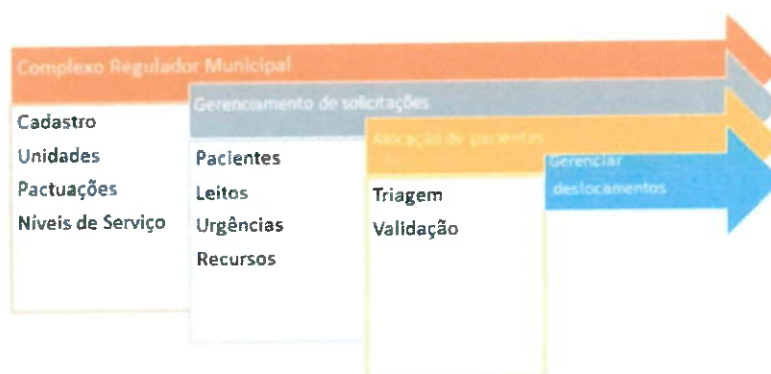 Complexo Regulador Municipal
Cadastro
Unidades
Pactuações
Níveis de Serviço
Gerenciamento de solicitações
Pacientes
Leitos
Urgências
Recursos
Alocação de pacientes
Triagem
Validação
Gerenciar
deslocamentos